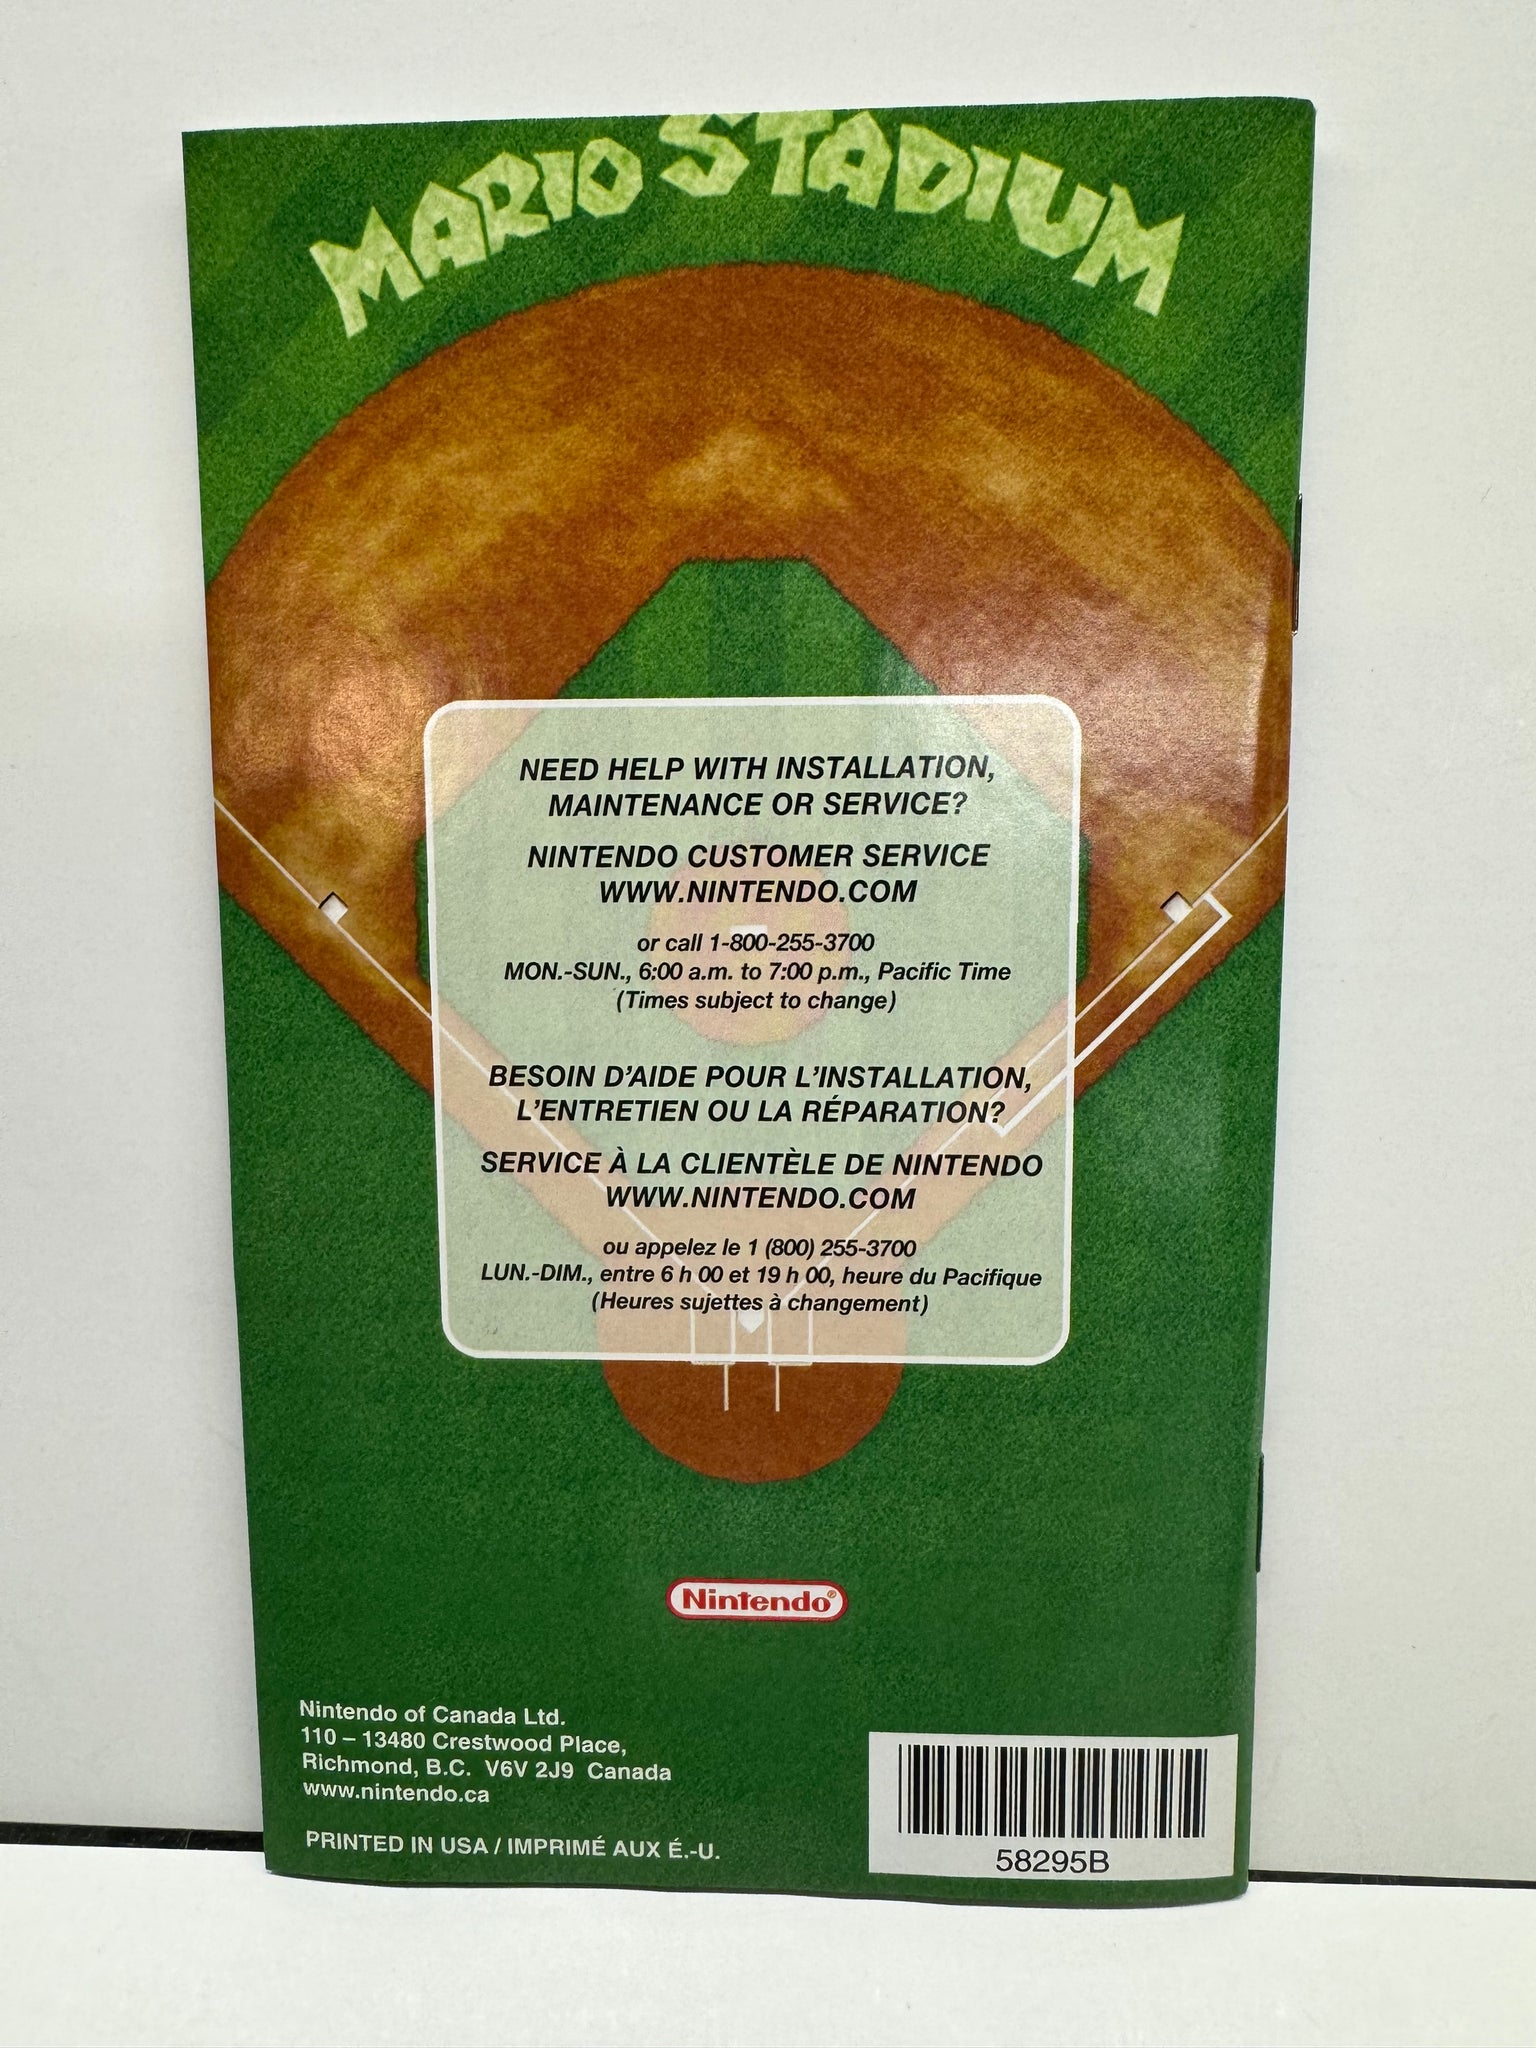 MARIO STADIUM
NEED HELP WITH INSTALLATION,
MAINTENANCE OR SERVICE?
NINTENDO CUSTOMER SERVICE
WWW.NINTENDO.COM
or call 1-800-255-3700
MON.-SUN., 6:00 a.m. to 7:00 p.m., Pacific Time
(Times subject to change)
BESOIN D'AIDE POUR L'INSTALLATION,
L'ENTRETIEN OU LA RÉPARATION?
SERVICE À LA CLIENTÈLE DE NINTENDO
WWW.NINTENDO.COM
ou appelez le 1 (800) 255-3700
LUN.-DIM., entre 6 h 00 et 19 h 00, heure du Pacifique
(Heures sujettes à changement)
Nintendo®
Nintendo of Canada Ltd.
110 – 13480 Crestwood Place,
Richmond, B.C. V6V 2J9 Canada
www.nintendo.ca
PRINTED IN USA / IMPRIMÉ AUX É.-U.
58295B